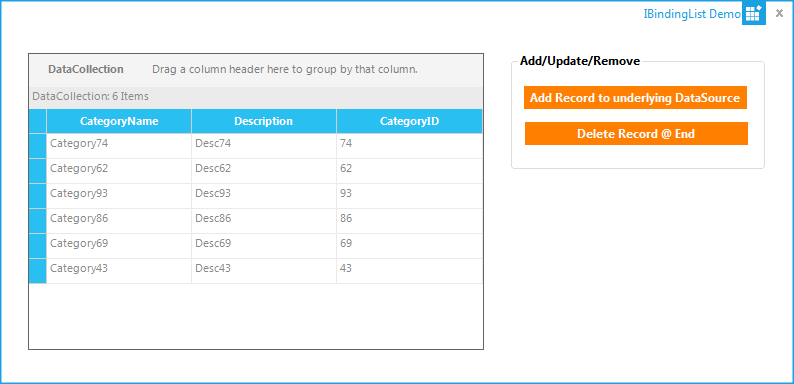 IBindingList Demo x
DataCollection Drag a column header here to group by that column.
DataCollection: 6 Items
CategoryName Description CategoryID
Category74 Desc74 74
Category62 Desc62 62
Category93 Desc93 93
Category86 Desc86 86
Category69 Desc69 69
Category43 Desc43 43
Add/Update/Remove
Add Record to underlying DataSource
Delete Record @ End